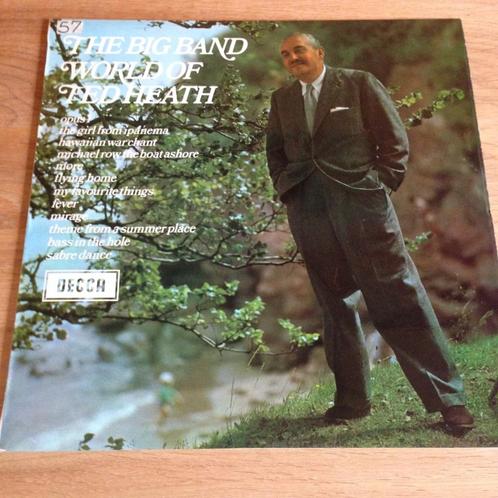 57
THE BIG BAND
WORLD OF
TED HEATH
opus 1
the girl from ipanema
hawaiian war chant
michael row the boat ashore
more
flying home
my favourite things
fever
mirage
theme from a summer place
bass in the hole
sabre dance
DECCA